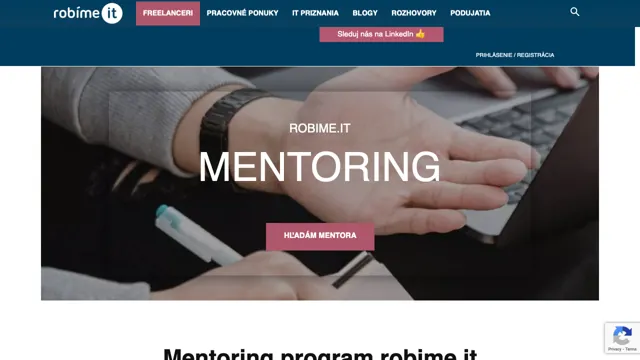 robíme it
FREELANCERI PRACOVNÉ PONUKY IT PRIZNANIA BLOGY ROZHOVORY PODUJATIA
Sleduj nás na LinkedIn 👍
PRIHLÁSENIE / REGISTRÁCIA
ROBIME.IT
MENTORING
HĽADÁM MENTORA
Mentoring program robime.it
Privacy - Terms